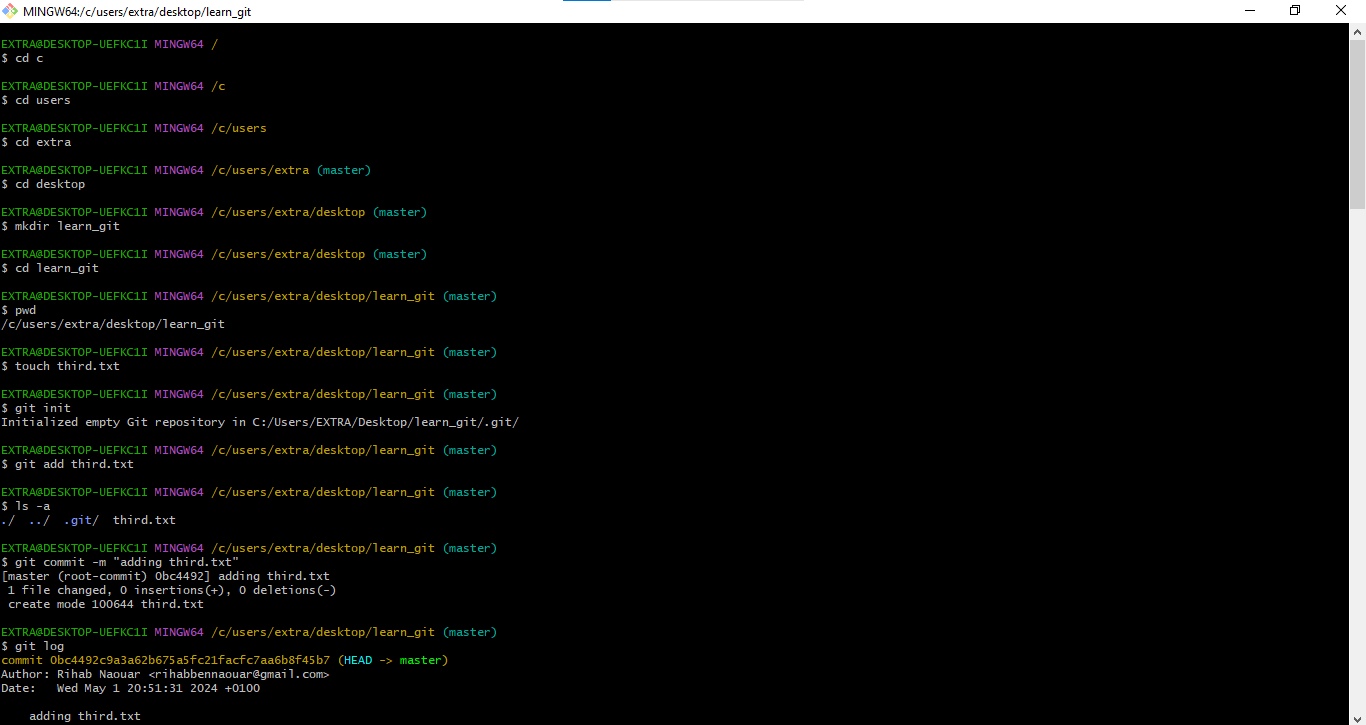 MINGW64:/c/users/extra/desktop/learn_git
EXTRA@DESKTOP-UEFKC1I MINGW64 /
$ cd c
EXTRA@DESKTOP-UEFKC1I MINGW64 /c
$ cd users
EXTRA@DESKTOP-UEFKC1I MINGW64 /c/users
$ cd extra
EXTRA@DESKTOP-UEFKC1I MINGW64 /c/users/extra (master)
$ cd desktop
EXTRA@DESKTOP-UEFKC1I MINGW64 /c/users/extra/desktop (master)
$ mkdir learn_git
EXTRA@DESKTOP-UEFKC1I MINGW64 /c/users/extra/desktop (master)
$ cd learn_git
EXTRA@DESKTOP-UEFKC1I MINGW64 /c/users/extra/desktop/learn_git (master)
$ pwd
/c/users/extra/desktop/learn_git
EXTRA@DESKTOP-UEFKC1I MINGW64 /c/users/extra/desktop/learn_git (master)
$ touch third.txt
EXTRA@DESKTOP-UEFKC1I MINGW64 /c/users/extra/desktop/learn_git (master)
$ git init
Initialized empty Git repository in C:/Users/EXTRA/Desktop/learn_git/.git/
EXTRA@DESKTOP-UEFKC1I MINGW64 /c/users/extra/desktop/learn_git (master)
$ git add third.txt
EXTRA@DESKTOP-UEFKC1I MINGW64 /c/users/extra/desktop/learn_git (master)
$ ls -a
./  ../  .git/  third.txt
EXTRA@DESKTOP-UEFKC1I MINGW64 /c/users/extra/desktop/learn_git (master)
$ git commit -m "adding third.txt"
[master (root-commit) 0bc4492] adding third.txt
 1 file changed, 0 insertions(+), 0 deletions(-)
 create mode 100644 third.txt
EXTRA@DESKTOP-UEFKC1I MINGW64 /c/users/extra/desktop/learn_git (master)
$ git log
commit 0bc4492c9a3a62b675a5fc21facfc7aa6b8f45b7 (HEAD -> master)
Author: Rihab Naouar <rihabbennaouar@gmail.com>
Date:   Wed May 1 20:51:31 2024 +0100
    adding third.txt